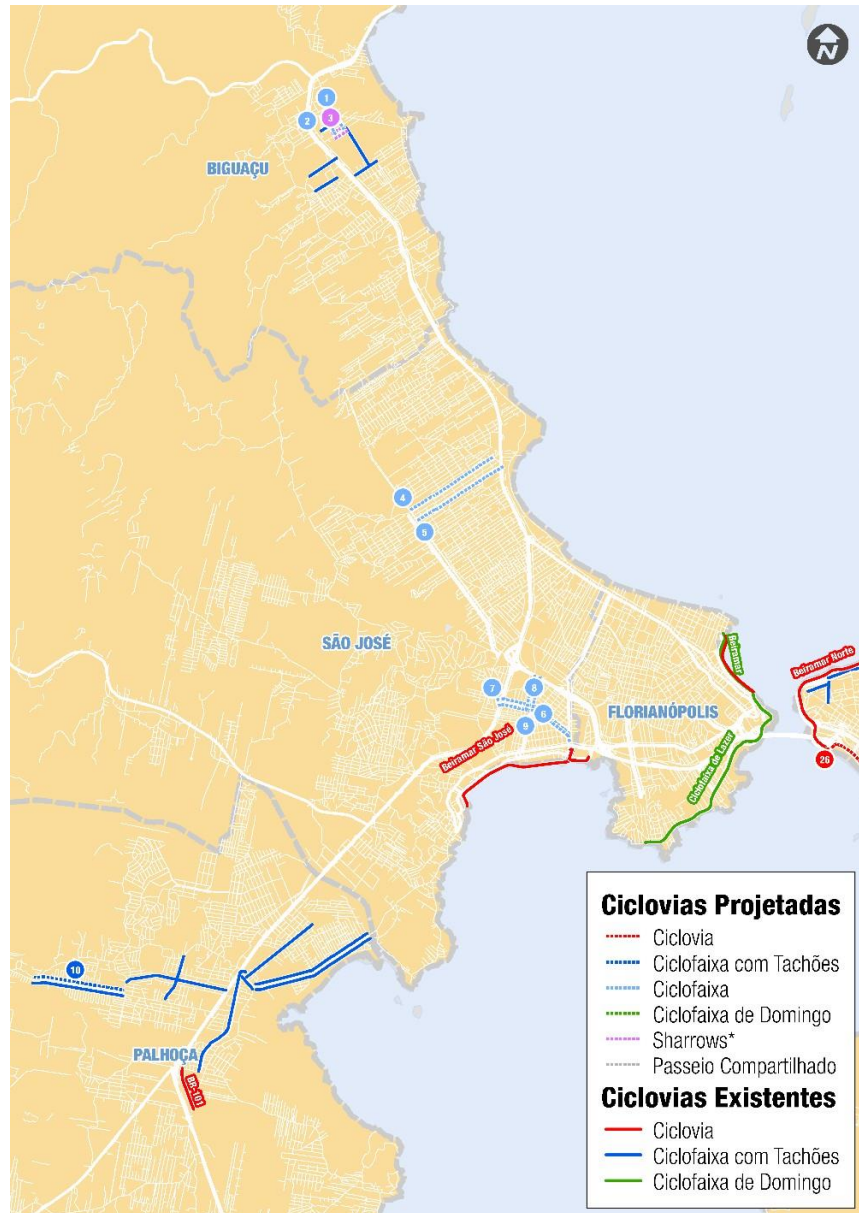 N
1
2
3
BIGUAÇU
4
5
SÃO JOSÉ
Beiramar
Beiramar Norte
7
8
6
9
FLORIANÓPOLIS
Beiramar São José
Ciclofaixa de Lazer
26
10
PALHOÇA
BR-101
Ciclovias Projetadas
Ciclovia
Ciclofaixa com Tachões
Ciclofaixa
Ciclofaixa de Domingo
Sharrows*
Passeio Compartilhado
Ciclovias Existentes
Ciclovia
Ciclofaixa com Tachões
Ciclofaixa de Domingo